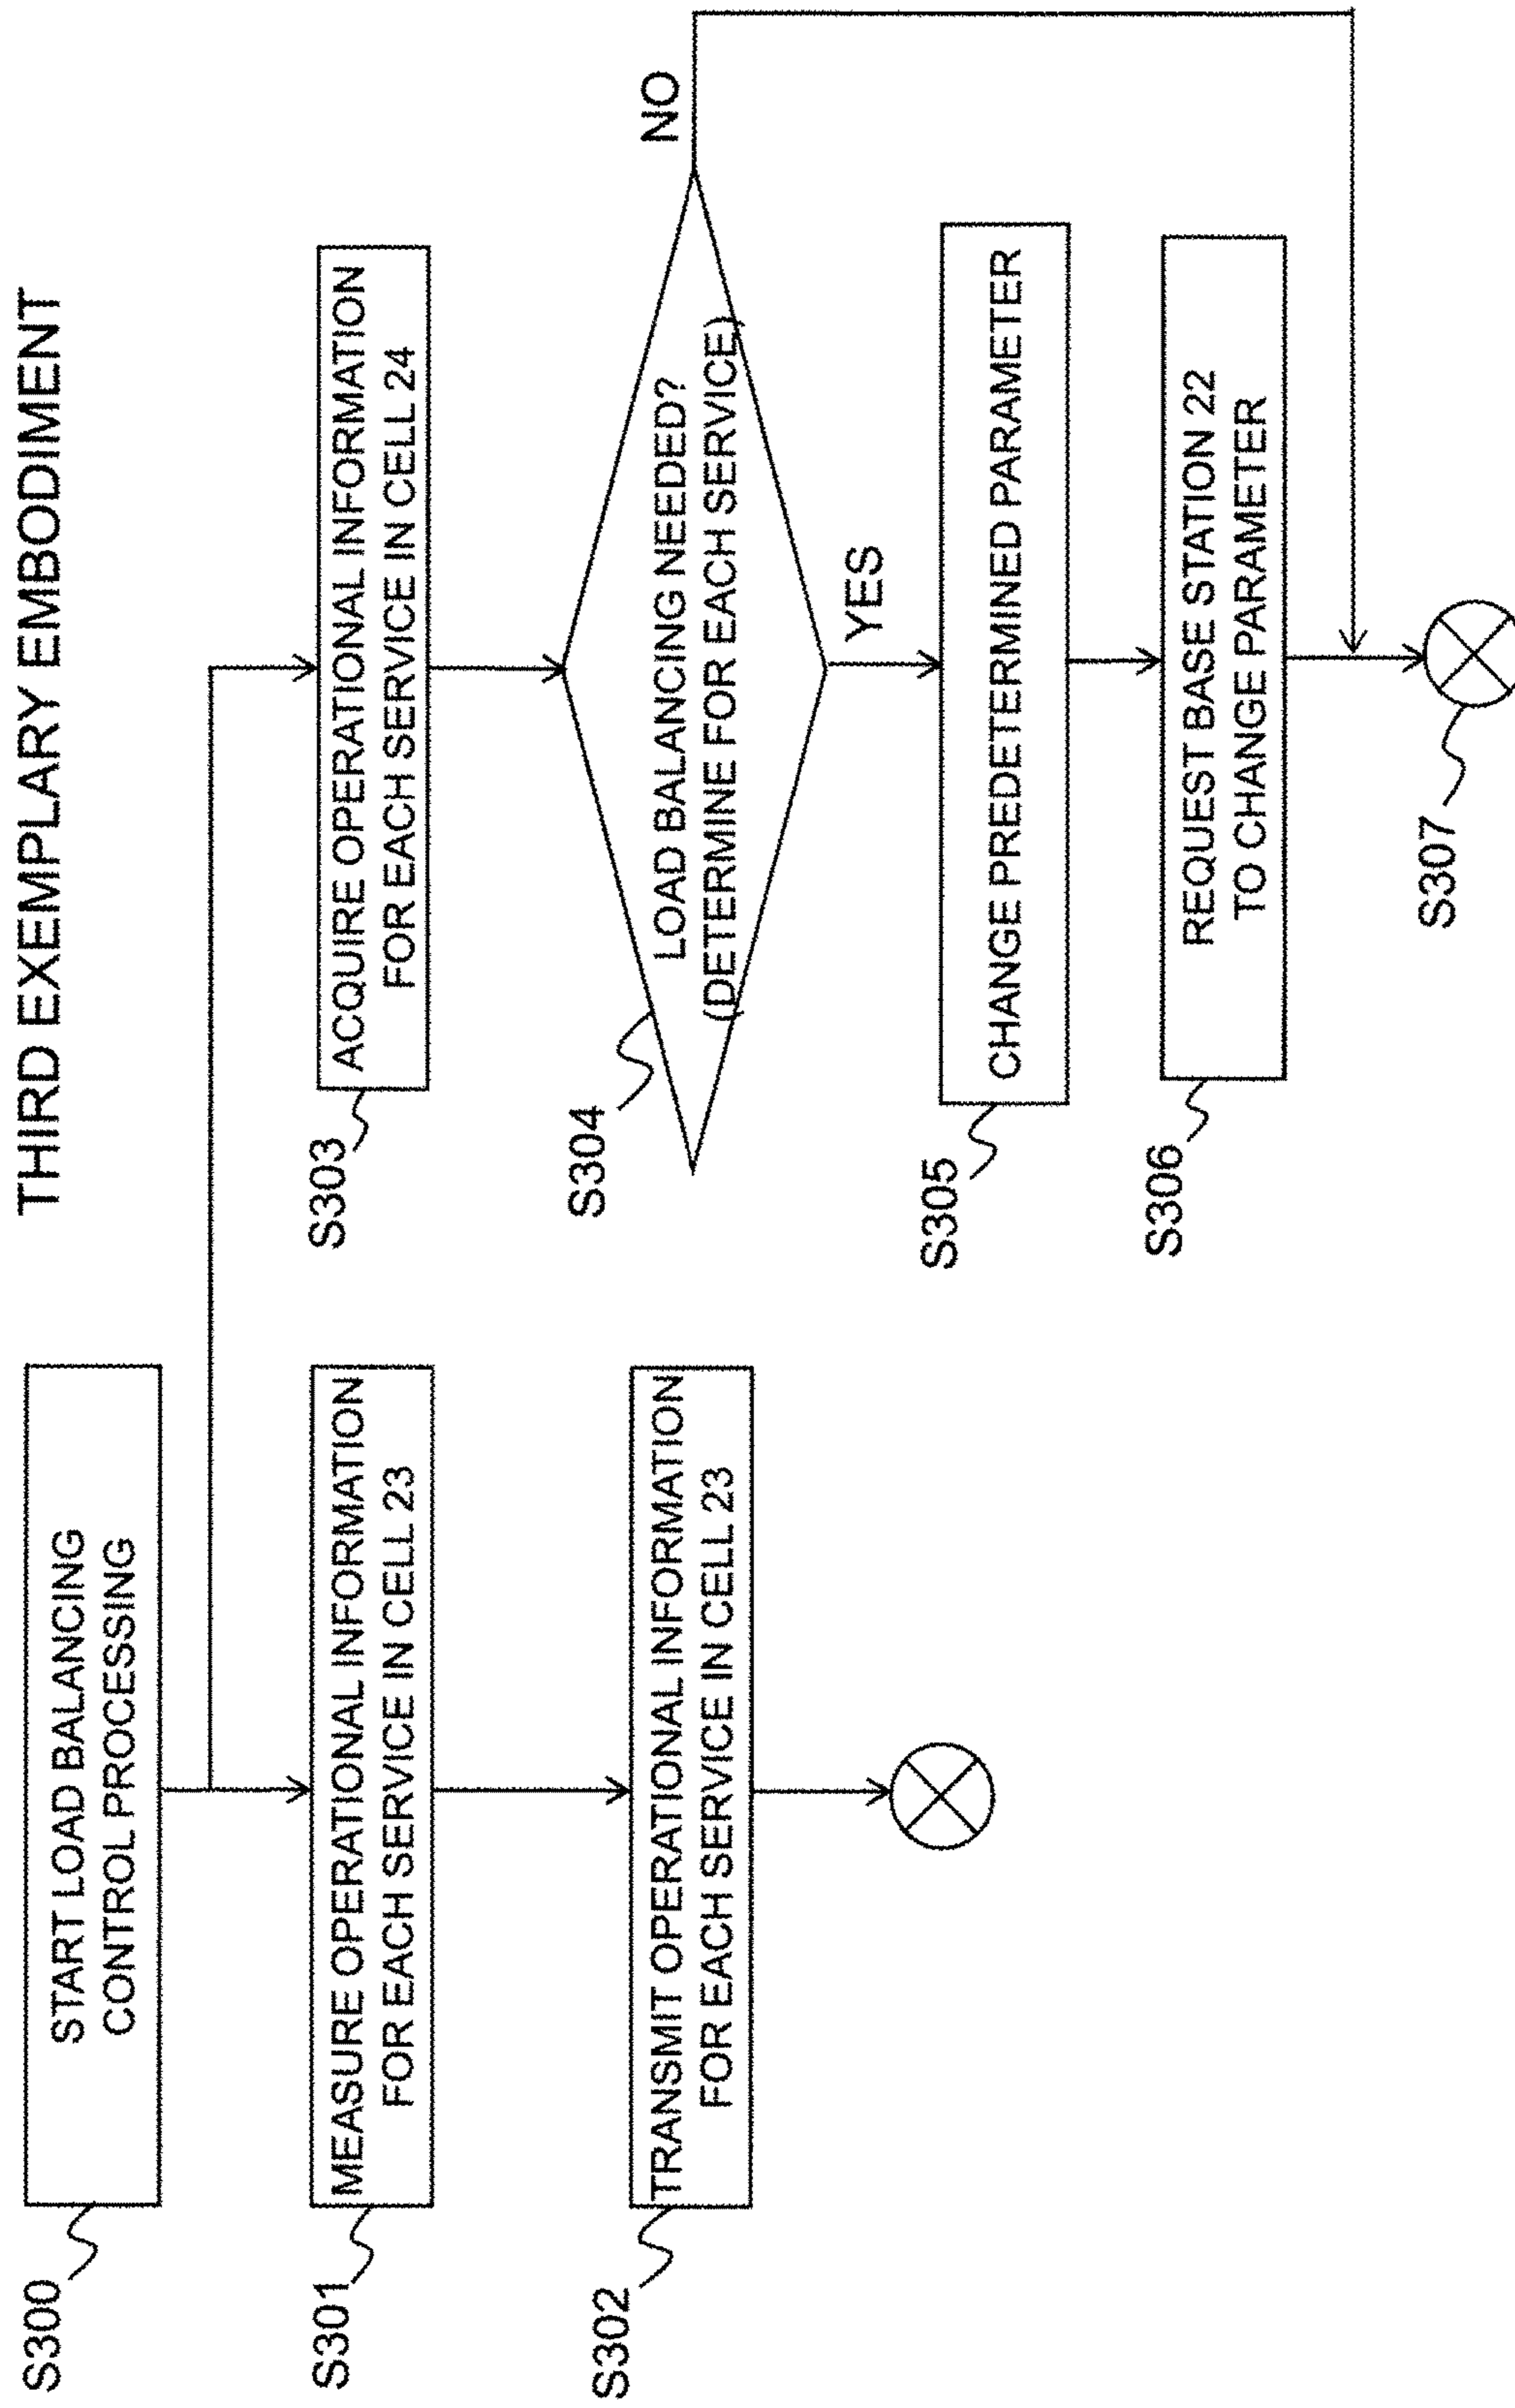 THIRD EXEMPLARY EMBODIMENT
S300
START LOAD BALANCING
CONTROL PROCESSING
S301
MEASURE OPERATIONAL INFORMATION
FOR EACH SERVICE IN CELL 23
S302
TRANSMIT OPERATIONAL INFORMATION
FOR EACH SERVICE IN CELL 23
S303
ACQUIRE OPERATIONAL INFORMATION
FOR EACH SERVICE IN CELL 24
S304
LOAD BALANCING NEEDED?
(DETERMINE FOR EACH SERVICE)
NO
YES
S305
CHANGE PREDETERMINED PARAMETER
S306
REQUEST BASE STATION 22
TO CHANGE PARAMETER
S307